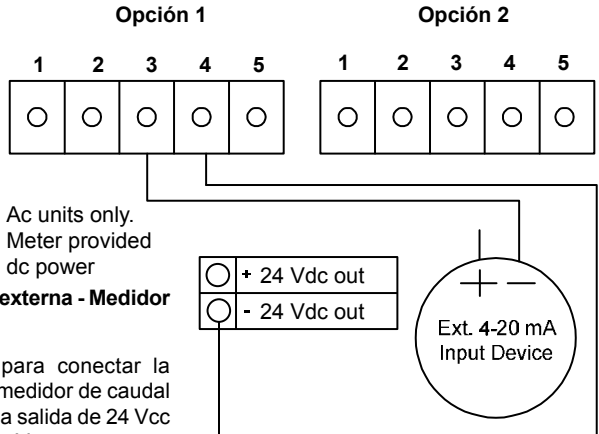 Opción 1 Opción 2
1 2 3 4 5 1 2 3 4 5
Ac units only.
Meter provided
dc power
externa - Medidor
+ 24 Vdc out
- 24 Vdc out
+ -
Ext. 4-20 mA
Input Device
para conectar la
medidor de caudal
a salida de 24 Vcc